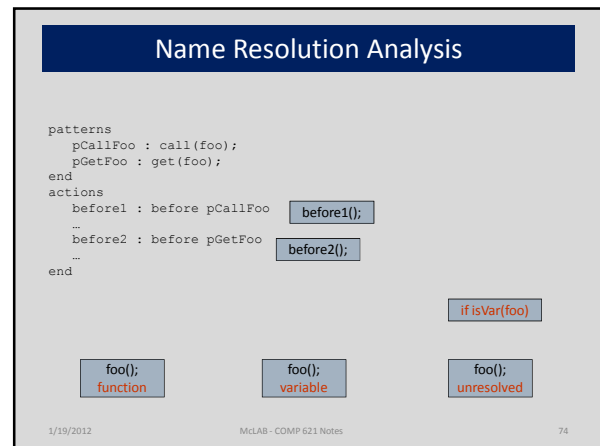 Name Resolution Analysis
patterns
pCallFoo : call(foo);
pGetFoo : get(foo);
end
actions
before1 : before pCallFoo
before1();
…
before2 : before pGetFoo
before2();
…
end
if isVar(foo)
foo();
function
foo();
variable
foo();
unresolved
1/19/2012
McLAB - COMP 621 Notes
74